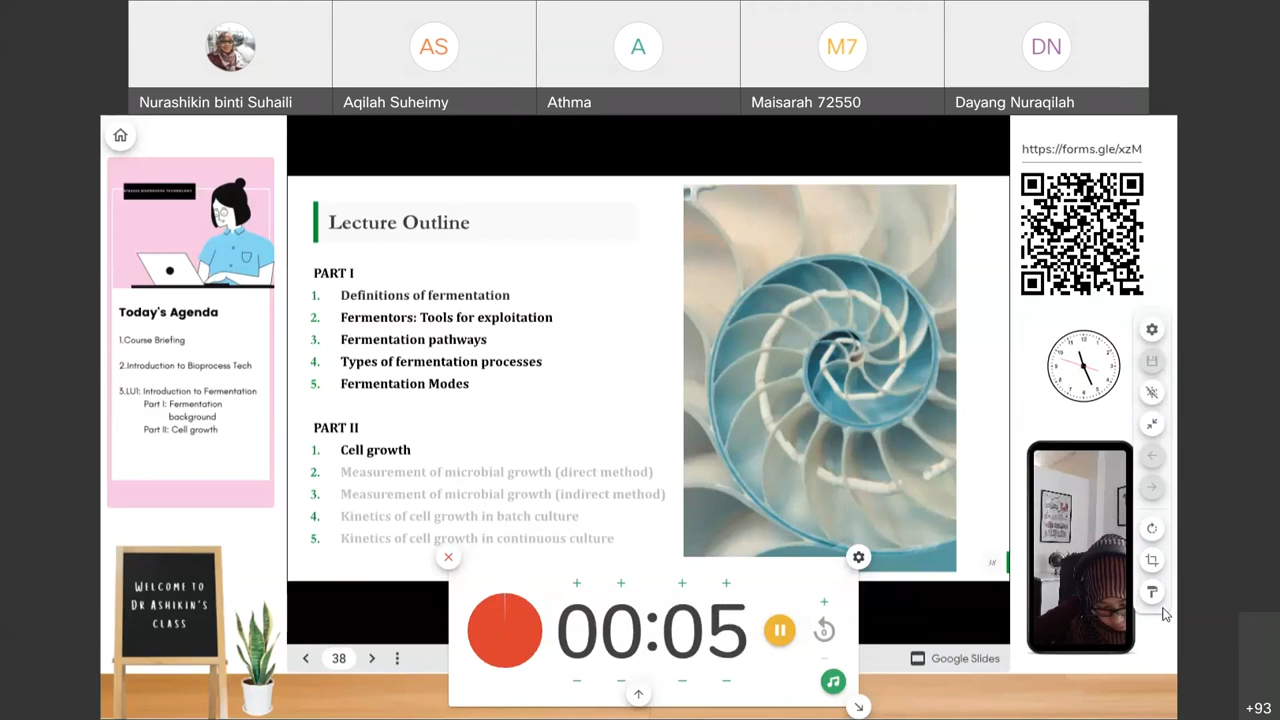 AS
A
M7
DN
Nurashikin binti Suhaili
Aqilah Suheimy
Athma
Maisarah 72550
Dayang Nuraqilah
Today's Agenda
1.Course Briefing
2.Introduction to Bioprocess Tech
3.LU1: Introduction to Fermentation
Part I: Fermentation
background
Part II: Cell growth
WELCOME TO
DR ASHIKIN'S
CLASS
Lecture Outline
PART I
1. Definitions of fermentation
2. Fermentors: Tools for exploitation
3. Fermentation pathways
4. Types of fermentation processes
5. Fermentation Modes
PART II
1. Cell growth
2. Measurement of microbial growth (direct method)
3. Measurement of microbial growth (indirect method)
4. Kinetics of cell growth in batch culture
5. Kinetics of cell growth in continuous culture
38
Google Slides
00:05
https://forms.gle/xzM
+93